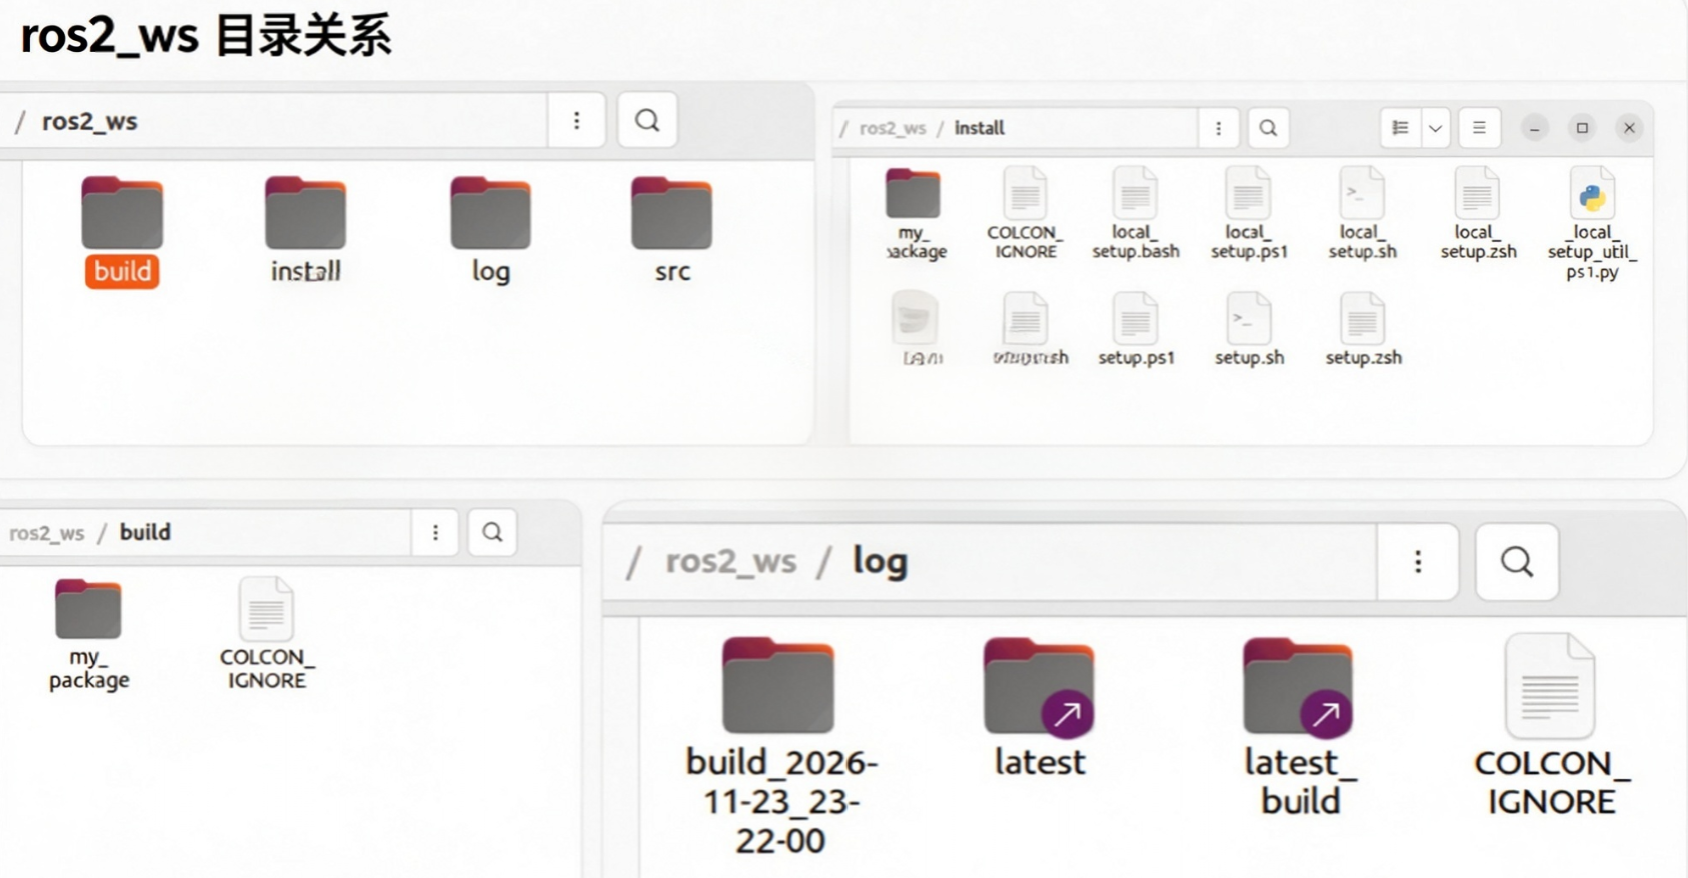 ros2_ws 目录关系
/ ros2_ws
build
install
log
src
/ ros2_ws / install
my_
package
COLCON_
IGNORE
local_
setup.bash
local_
setup.ps1
local_
setup.sh
local_
setup.zsh
_local_
setup_util_
ps1.py
setup.ps1
setup.sh
setup.zsh
ros2_ws / build
my_
package
COLCON_
IGNORE
/ ros2_ws / log
build_2026-
11-23_23-
22-00
latest
latest_
build
COLCON_
IGNORE